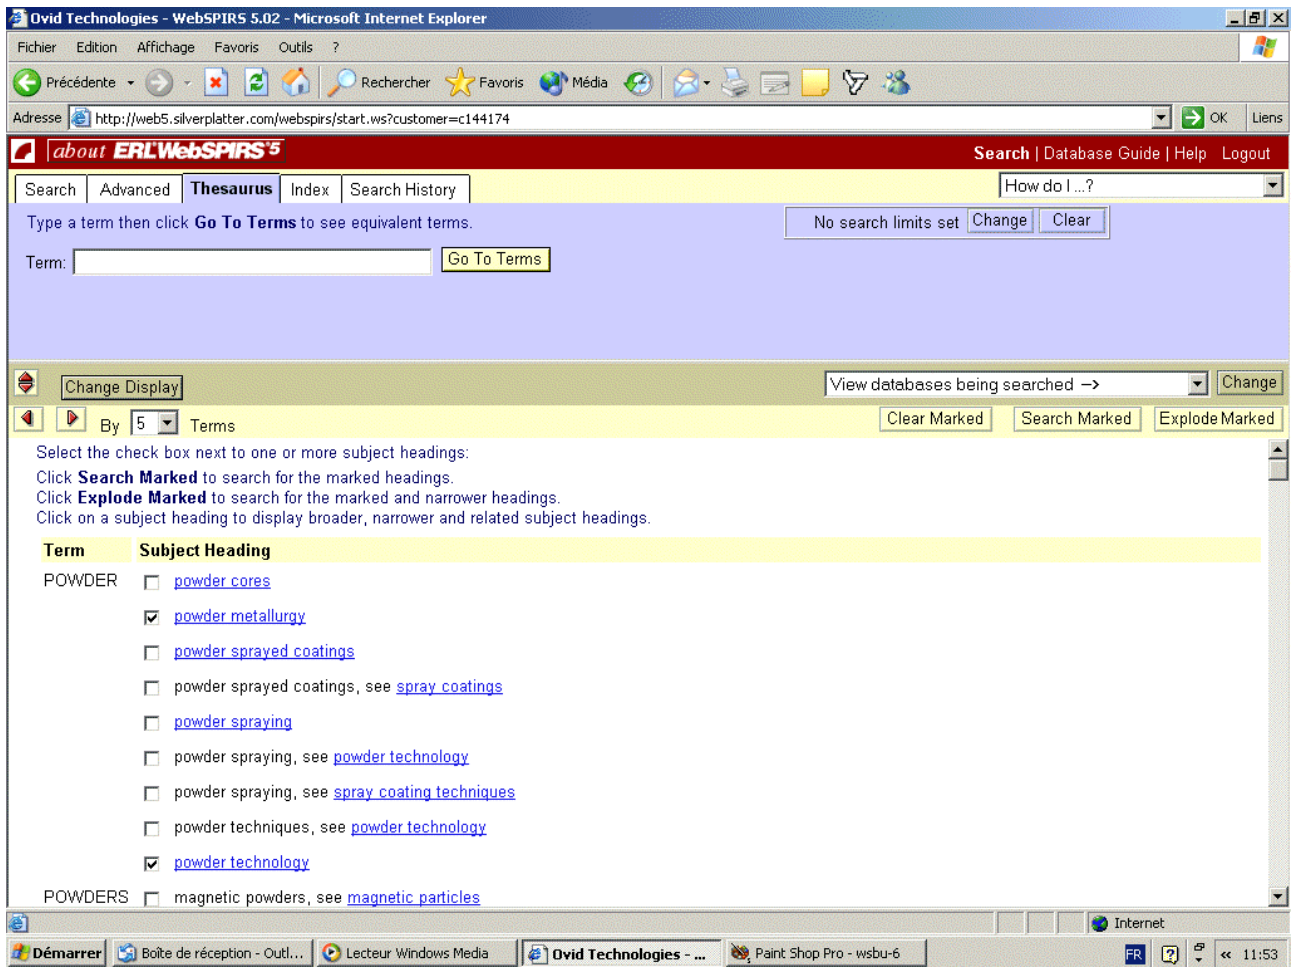 Ovid Technologies - WebSPIRS 5.02 - Microsoft Internet Explorer
Fichier Edition Affichage Favoris Outils ?
Précédente Rechercher Favoris Média
Adresse http://web5.silverplatter.com/webspirs/start.ws?customer=c144174 OK Liens
about ERL®WebSPIRS®5 Search | Database Guide | Help Logout
Search Advanced Thesaurus Index Search History How do I ...?
Type a term then click Go To Terms to see equivalent terms. No search limits set Change Clear
Term: Go To Terms
Change Display View databases being searched --> Change
By 5 Terms Clear Marked Search Marked Explode Marked
Select the check box next to one or more subject headings:
Click Search Marked to search for the marked headings.
Click Explode Marked to search for the marked and narrower headings.
Click on a subject heading to display broader, narrower and related subject headings.
Term Subject Heading
POWDER powder cores
powder metallurgy
powder sprayed coatings
powder sprayed coatings, see spray coatings
powder spraying
powder spraying, see powder technology
powder spraying, see spray coating techniques
powder techniques, see powder technology
powder technology
POWDERS magnetic powders, see magnetic particles
Internet
Démarrer Boîte de réception - Outl... Lecteur Windows Media Ovid Technologies - ... Paint Shop Pro - wsbu-6 FR « 11:53